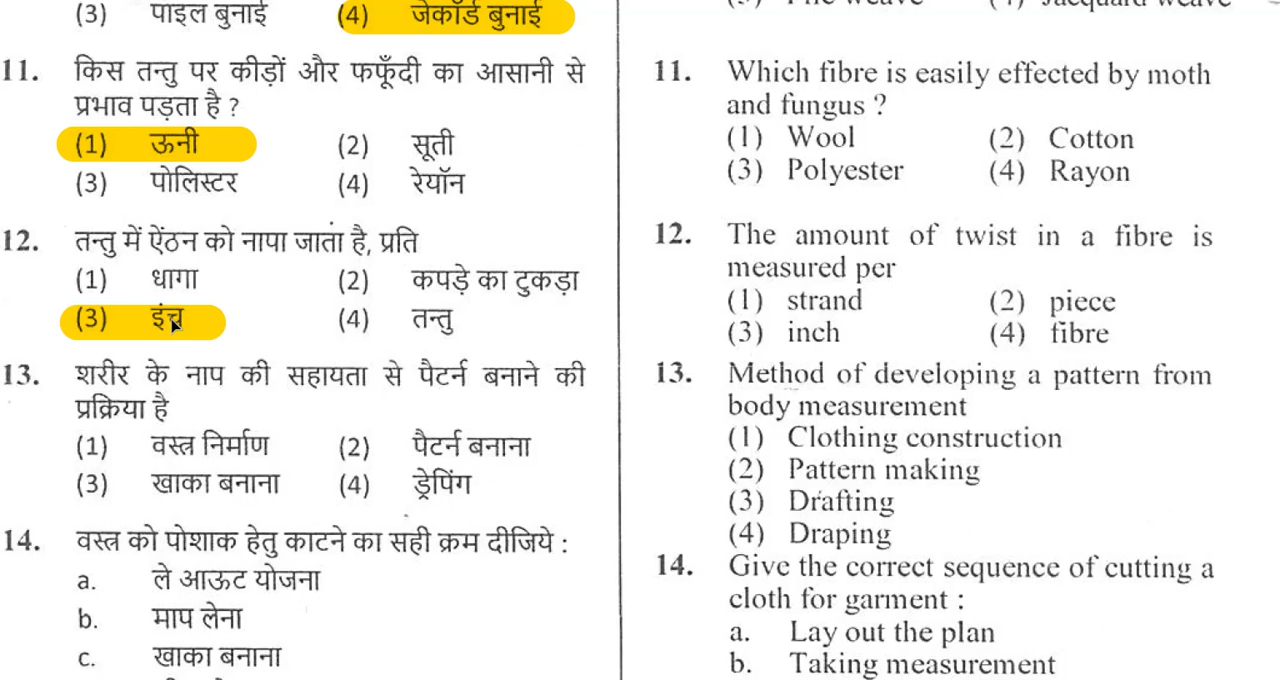 (3) पाइल बुनाई (4) जेकॉर्ड बुनाई
11. किस तन्तु पर कीड़ों और फफूँदी का आसानी से
प्रभाव पड़ता है ?
(1) ऊनी (2) सूती
(3) पोलिस्टर (4) रेयॉन
12. तन्तु में ऐंठन को नापा जाता है, प्रति
(1) धागा (2) कपड़े का टुकड़ा
(3) इंच (4) तन्तु
13. शरीर के नाप की सहायता से पैटर्न बनाने की
प्रक्रिया है
(1) वस्त्र निर्माण (2) पैटर्न बनाना
(3) खाका बनाना (4) ड्रेपिंग
14. वस्त्र को पोशाक हेतु काटने का सही क्रम दीजिये :
a. ले आऊट योजना
b. माप लेना
c. खाका बनाना
(3) Pile weave (4) Jacquard weave
11. Which fibre is easily effected by moth
and fungus ?
(1) Wool (2) Cotton
(3) Polyester (4) Rayon
12. The amount of twist in a fibre is
measured per
(1) strand (2) piece
(3) inch (4) fibre
13. Method of developing a pattern from
body measurement
(1) Clothing construction
(2) Pattern making
(3) Drafting
(4) Draping
14. Give the correct sequence of cutting a
cloth for garment :
a. Lay out the plan
b. Taking measurement